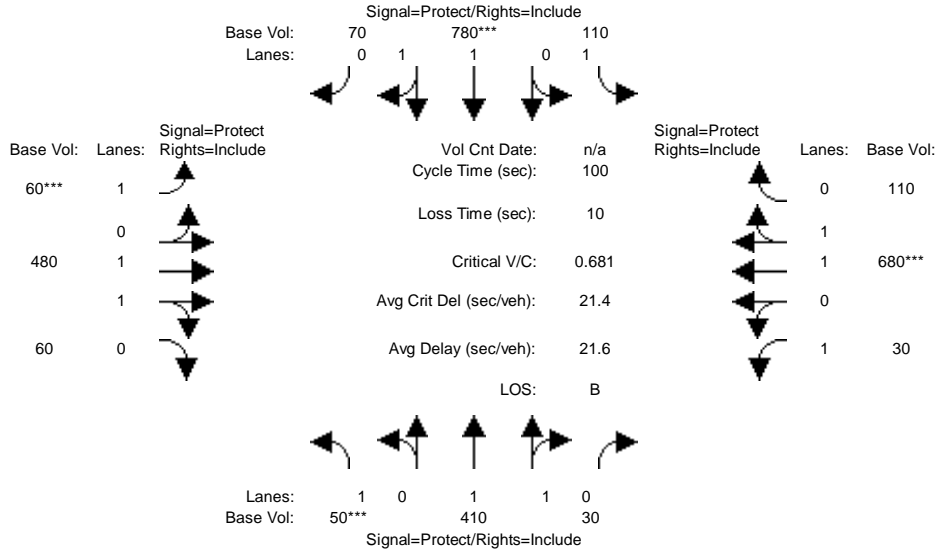 Signal=Protect/Rights=Include
Base Vol: 70 780*** 110
Lanes: 0 1 1 0 1
Signal=Protect
Base Vol: Lanes: Rights=Include
Vol Cnt Date: n/a
Signal=Protect
Rights=Include Lanes: Base Vol:
Cycle Time (sec): 100
60*** 1
0 110
Loss Time (sec): 10
0
1
480 1
Critical V/C: 0.681
1 680***
1
Avg Crit Del (sec/veh): 21.4
0
60 0
Avg Delay (sec/veh): 21.6
1 30
LOS: B
Lanes: 1 0 1 1 0
Base Vol: 50*** 410 30
Signal=Protect/Rights=Include